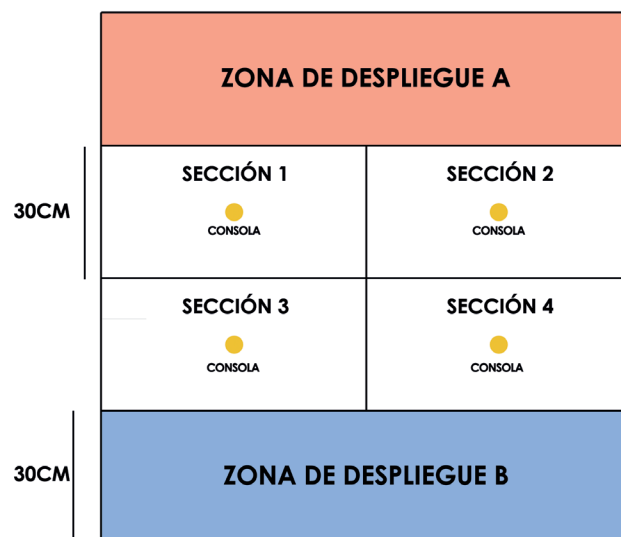 ZONA DE DESPLIEGUE A
SECCIÓN 1
SECCIÓN 2
30CM
CONSOLA
CONSOLA
SECCIÓN 3
SECCIÓN 4
CONSOLA
CONSOLA
30CM
ZONA DE DESPLIEGUE B